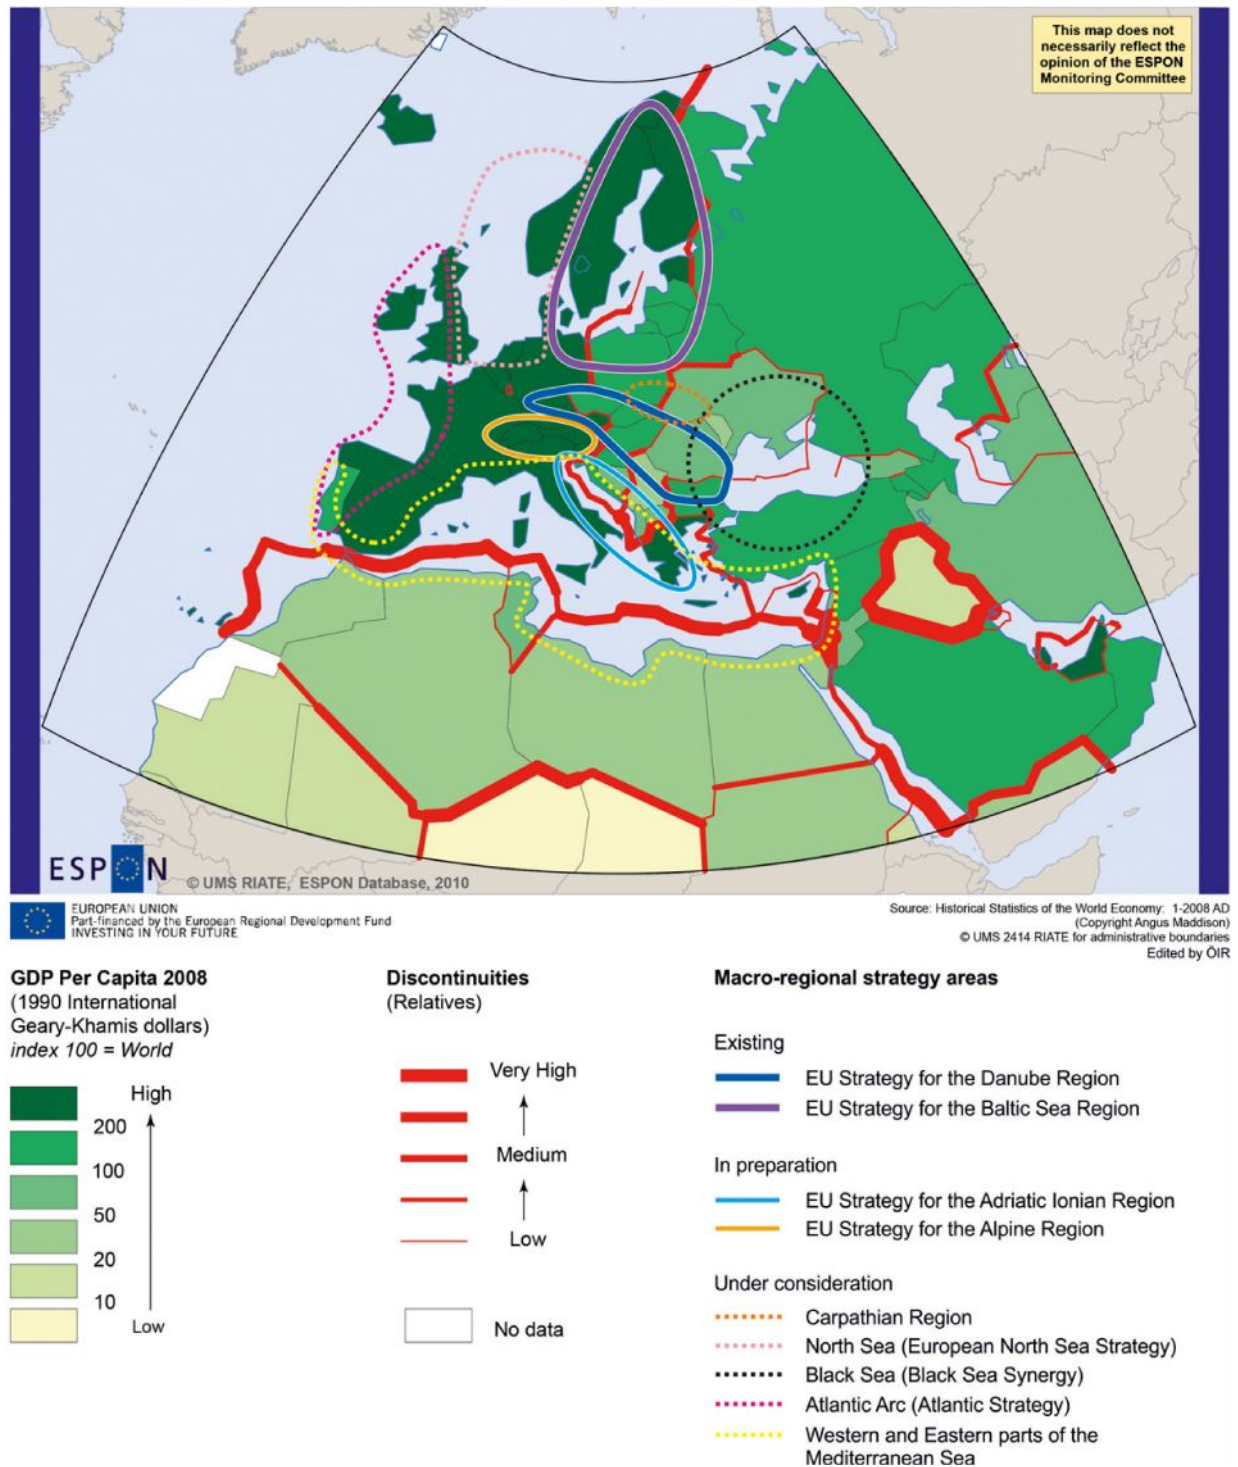 This map does not
necessarily reflect the
opinion of the ESPON
Monitoring Committee
ESPON
© UMS RIATE, ESPON Database, 2010
EUROPEAN UNION
Part-financed by the European Regional Development Fund
INVESTING IN YOUR FUTURE
Source: Historical Statistics of the World Economy: 1-2008 AD
(Copyright Angus Maddison)
© UMS 2414 RIATE for administrative boundaries
Edited by ÖIR
GDP Per Capita 2008
(1990 International
Geary-Khamis dollars)
index 100 = World
High
200
100
50
20
10
Low
Discontinuities
(Relatives)
Very High
Medium
Low
No data
Macro-regional strategy areas
Existing
EU Strategy for the Danube Region
EU Strategy for the Baltic Sea Region
In preparation
EU Strategy for the Adriatic Ionian Region
EU Strategy for the Alpine Region
Under consideration
Carpathian Region
North Sea (European North Sea Strategy)
Black Sea (Black Sea Synergy)
Atlantic Arc (Atlantic Strategy)
Western and Eastern parts of the
Mediterranean Sea